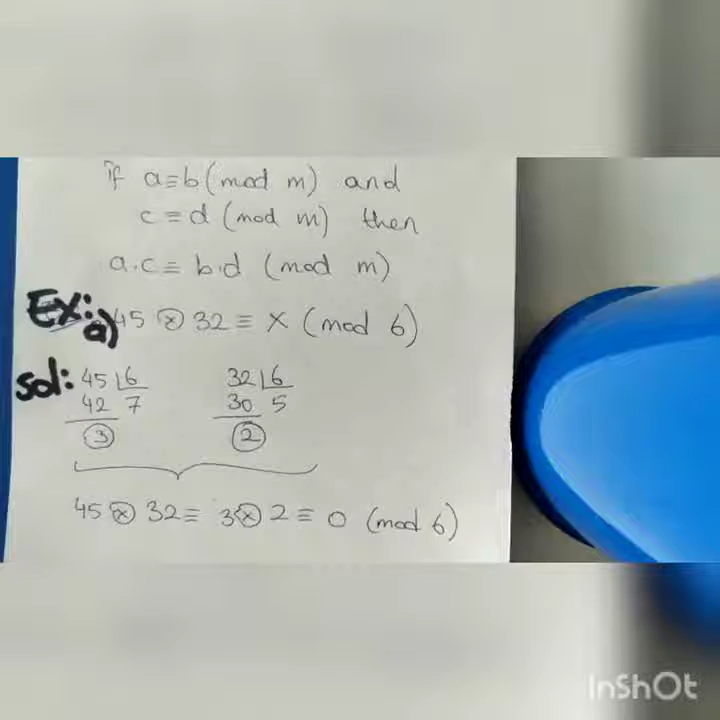 if a≡b (mod m) and
c≡d (mod m) then
a.c≡ b.d (mod m)
Ex:
a) 45 ⊗ 32 ≡ x (mod 6)
sol: 45 6 32 6
42 7 30 5
3 2
45 ⊗ 32 ≡ 3 ⊗ 2 ≡ 0 (mod 6)
InShOt